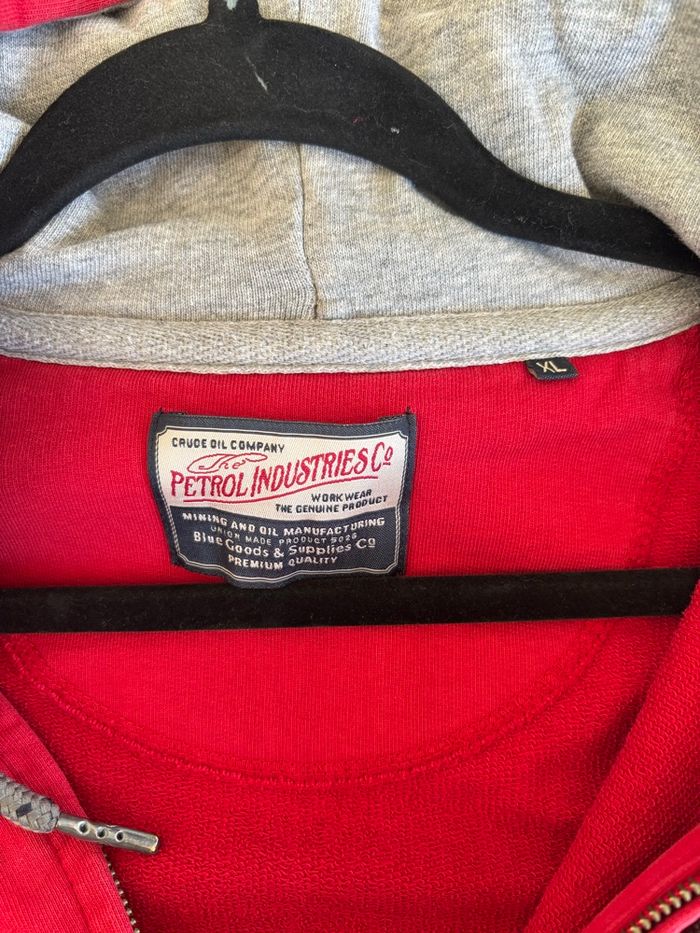 XL
CRUDE OIL COMPANY
The
PETROL INDUSTRIES Co
WORKWEAR
THE GENUINE PRODUCT
MINING AND OIL MANUFACTURING
UNION MADE PRODUCT 5026
Blue Goods & Supplies Co
PREMIUM QUALITY